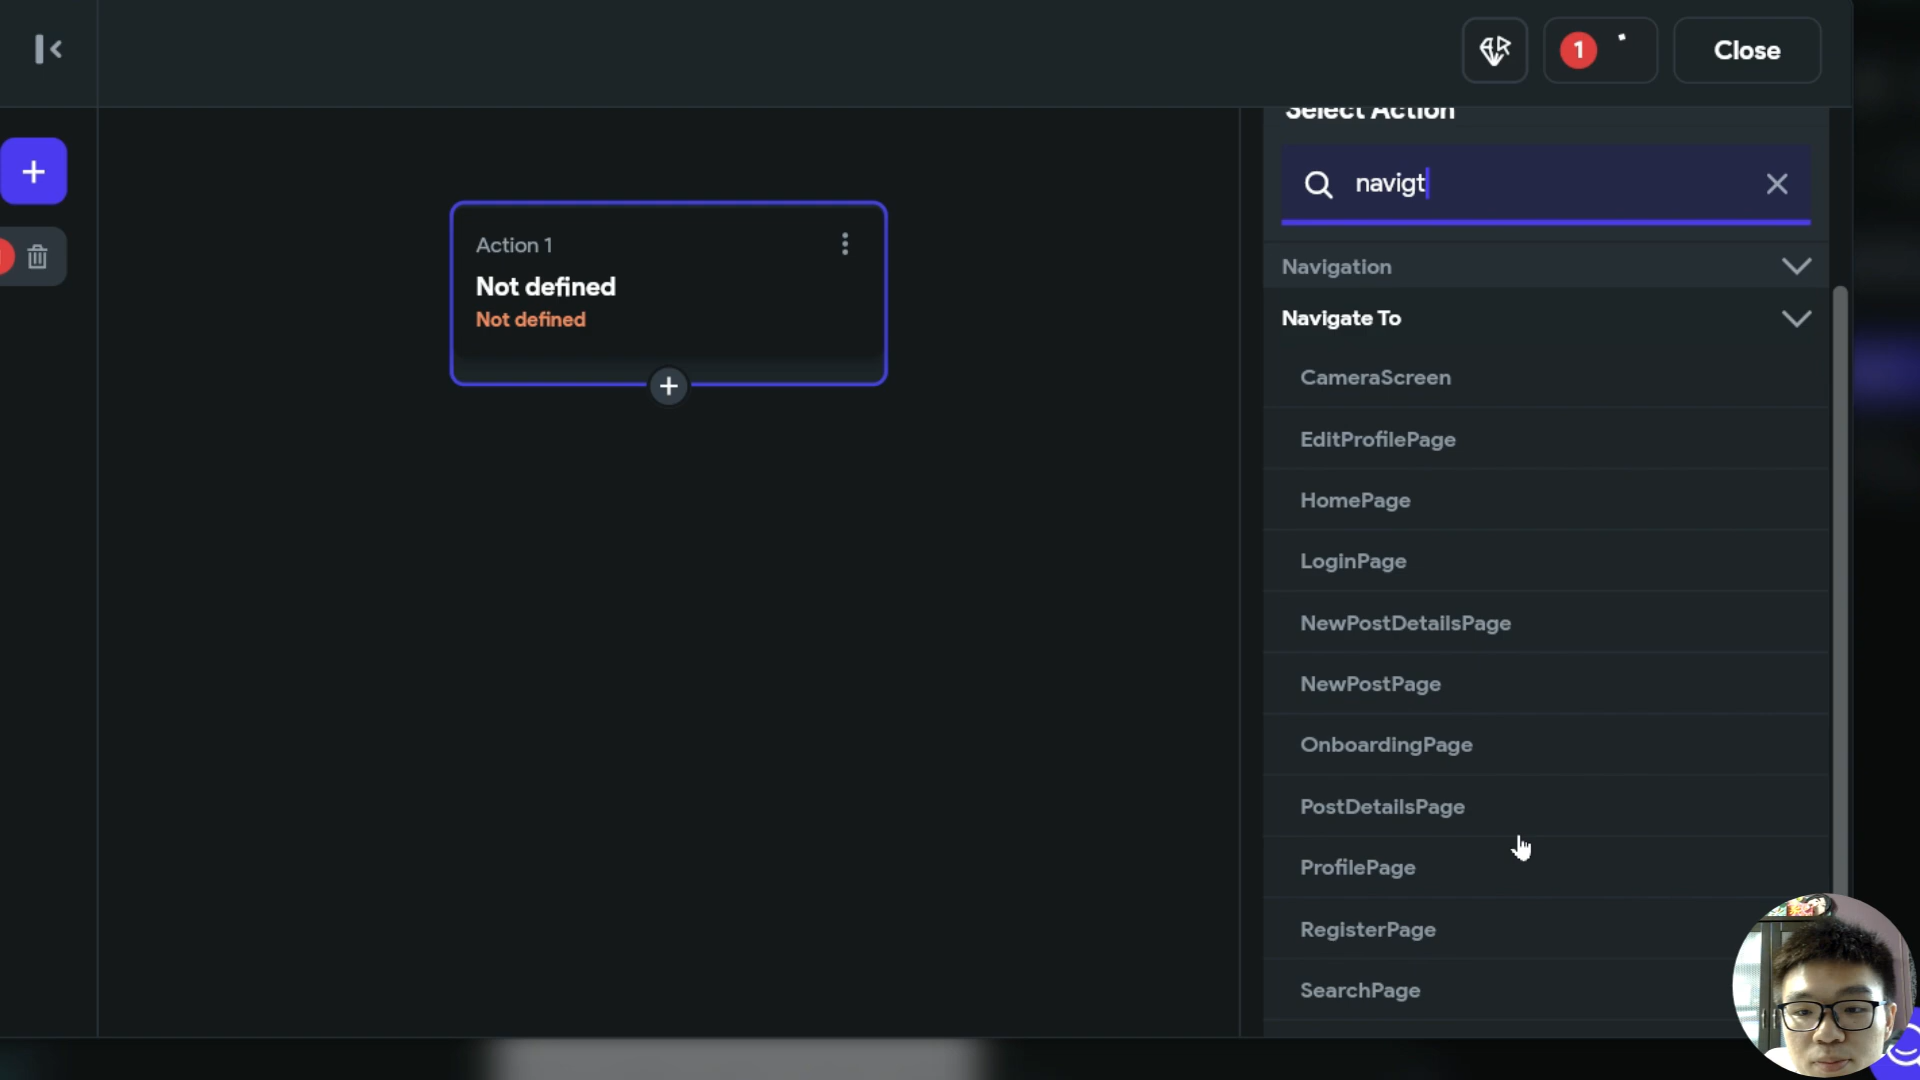 1
Close
Select Action
navigt
Action 1
Not defined
Not defined
Navigation
Navigate To
CameraScreen
EditProfilePage
HomePage
LoginPage
NewPostDetailsPage
NewPostPage
OnboardingPage
PostDetailsPage
ProfilePage
RegisterPage
SearchPage